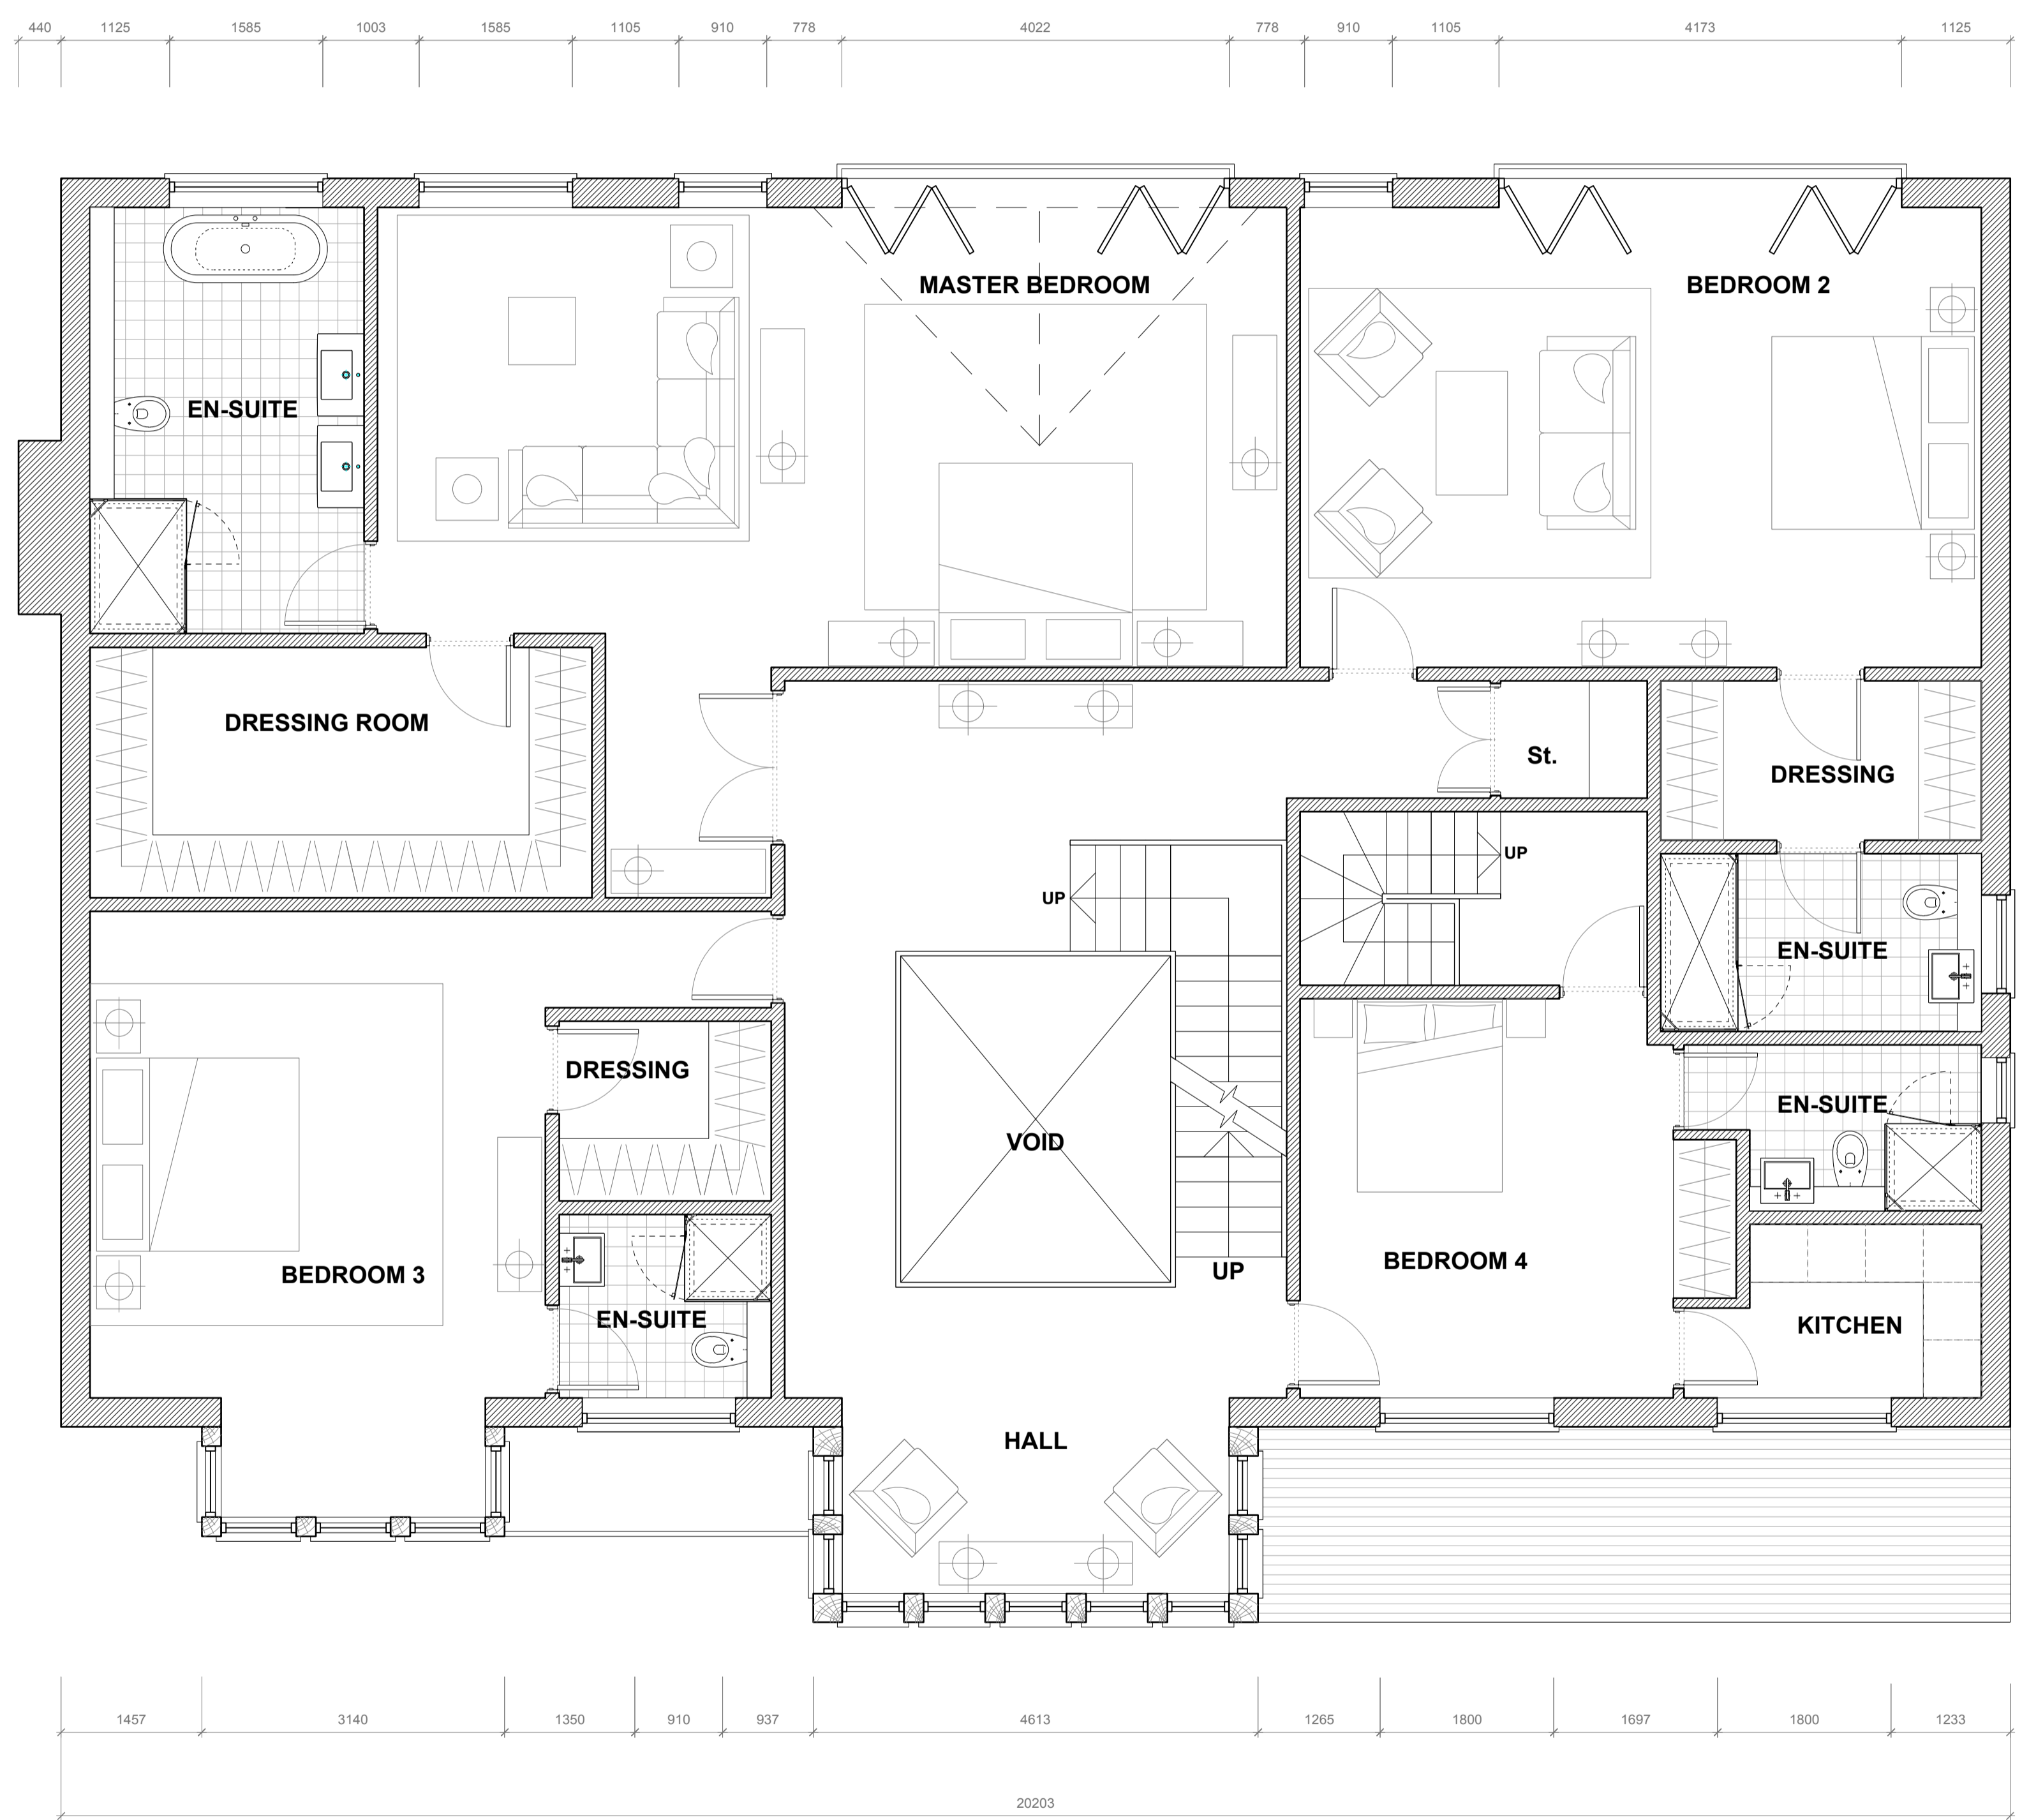 440 1125 1585 1003 1585 1105 910 778 4022 778 910 1105 4173 1125
MASTER BEDROOM
BEDROOM 2
EN-SUITE
DRESSING ROOM
St.
DRESSING
UP
UP
EN-SUITE
DRESSING
EN-SUITE
VOID
BEDROOM 4
UP
BEDROOM 3
EN-SUITE
KITCHEN
HALL
1457 3140 1350 910 937 4613 1265 1800 1697 1800 1233
20203